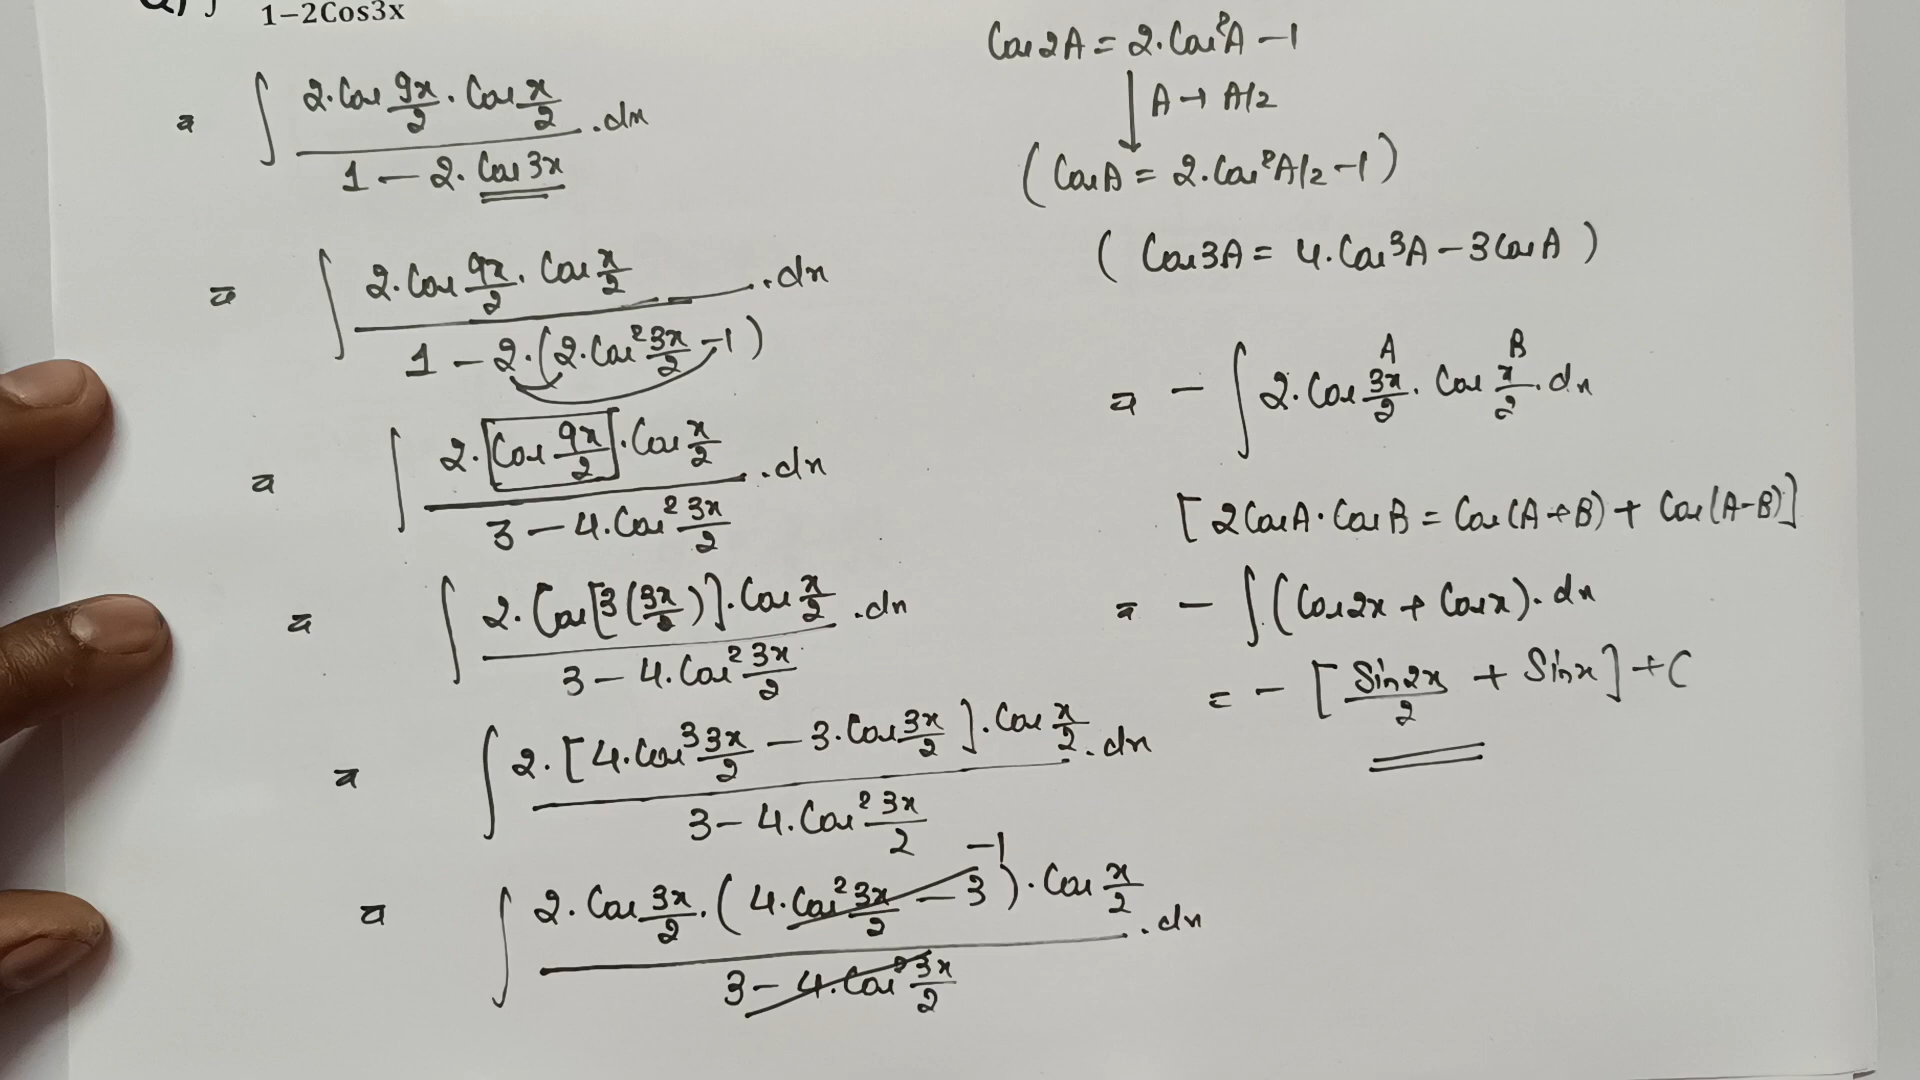 1−2Cos3x
= ∫ 2.Cos 9x/2 . Cos x/2 / 1 − 2. Cos 3x .dx
= ∫ 2.Cos 9x/2 . Cos x/2 / 1 − 2.(2.Cos² 3x/2 −1) .dx
= ∫ 2.[Cos 9x/2].Cos x/2 / 3 − 4.Cos² 3x/2 .dx
= ∫ 2. Cos[3(3x/2)].Cos x/2 / 3 − 4.Cos² 3x/2 .dx
= ∫ 2.[4.Cos³ 3x/2 − 3.Cos 3x/2].Cos x/2 / 3 − 4.Cos² 3x/2 .dx
= ∫ 2. Cos 3x/2 .(4.Cos² 3x/2 − 3).Cos x/2 / 3 − 4.Cos² 3x/2 .dx
−1
Cos2A = 2.Cos²A −1
↓ A → A/2
(CosA = 2.Cos²A/2 −1)
(Cos3A = 4.Cos³A − 3CosA)
A B
= − ∫ 2.Cos 3x/2 . Cos x/2 .dx
[2CosA.CosB = Cos(A+B) + Cos(A−B)]
= − ∫ (Cos2x + Cosx).dx
= − [Sin2x/2 + Sinx] + C